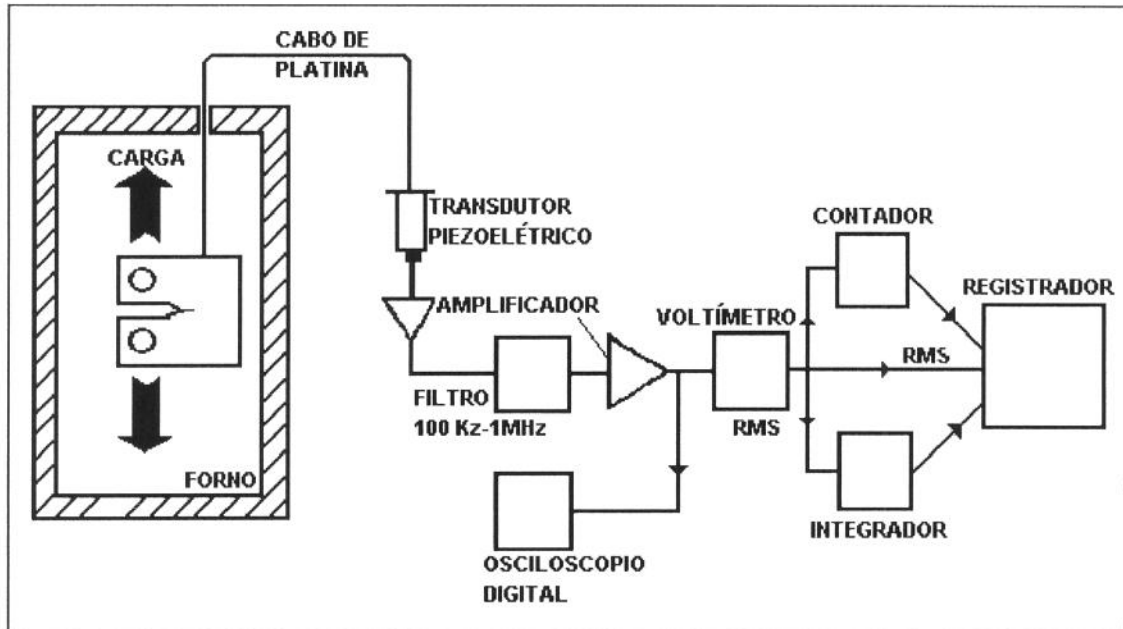 CABO DE
PLATINA
CARGA
FORNO
TRANSDUTOR
PIEZOELÉTRICO
AMPLIFICADOR
FILTRO
100 Kz-1MHz
OSCILOSCOPIO
DIGITAL
VOLTÍMETRO
RMS
CONTADOR
RMS
INTEGRADOR
REGISTRADOR